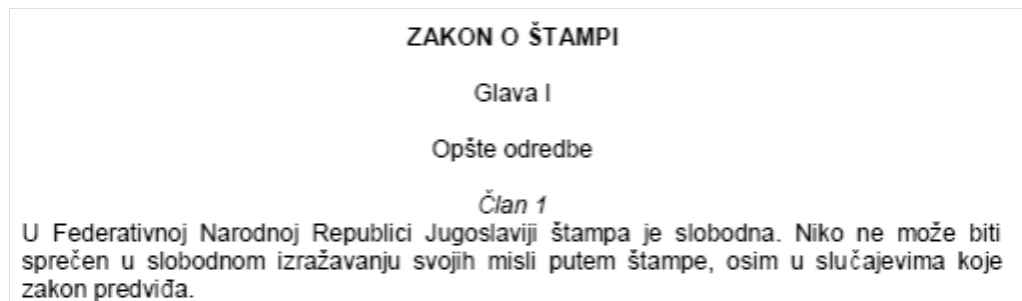 ZAKON O ŠTAMPI
Glava I
Opšte odredbe
Član 1
U Federativnoj Narodnoj Republici Jugoslaviji štampa je slobodna. Niko ne može biti
sprečen u slobodnom izražavanju svojih misli putem štampe, osim u slučajevima koje
zakon predviđa.